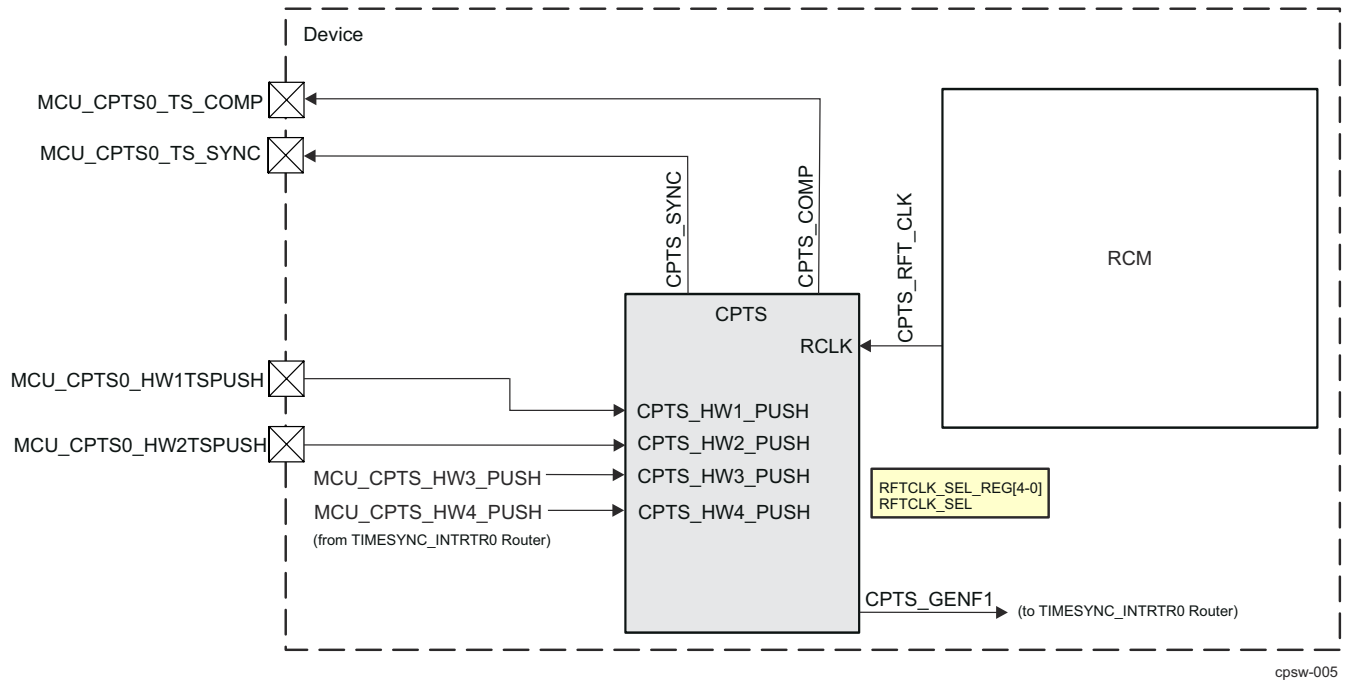 Device
MCU_CPTS0_TS_COMP
MCU_CPTS0_TS_SYNC
CPTS_SYNC
CPTS_COMP
CPTS_RFT_CLK
RCM
CPTS
RCLK
MCU_CPTS0_HW1TSPUSH
CPTS_HW1_PUSH
MCU_CPTS0_HW2TSPUSH
CPTS_HW2_PUSH
MCU_CPTS_HW3_PUSH
CPTS_HW3_PUSH
MCU_CPTS_HW4_PUSH
CPTS_HW4_PUSH
(from TIMESYNC_INTRTR0 Router)
RFTCLK_SEL_REG[4-0]
RFTCLK_SEL
CPTS_GENF1
(to TIMESYNC_INTRTR0 Router)
cpsw-005